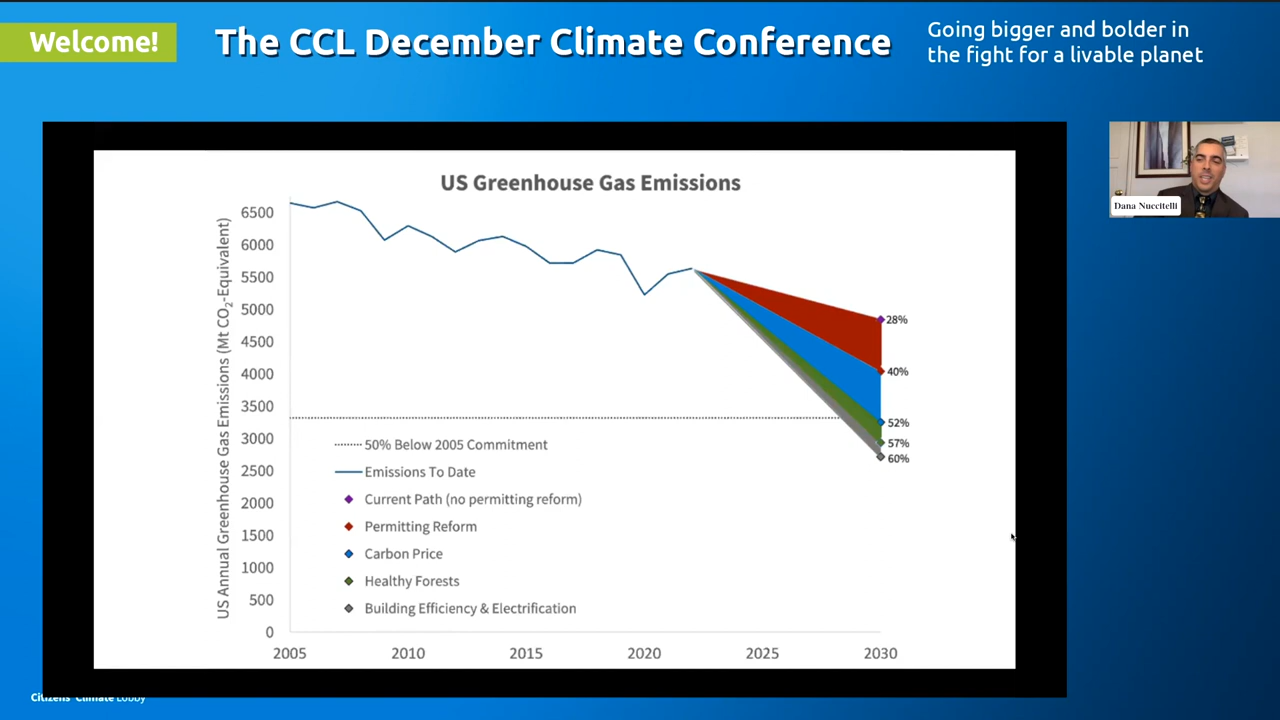 Welcome!
The CCL December Climate Conference
Going bigger and bolder in
the fight for a livable planet
US Greenhouse Gas Emissions
US Annual Greenhouse Gas Emissions (Mt CO₂-Equivalent)
6500
6000
5500
5000
4500
4000
3500
3000
2500
2000
1500
1000
500
0
2005
2010
2015
2020
2025
2030
28%
40%
52%
57%
60%
50% Below 2005 Commitment
Emissions To Date
Current Path (no permitting reform)
Permitting Reform
Carbon Price
Healthy Forests
Building Efficiency & Electrification
Dana Nuccitelli
Citizens' Climate Lobby